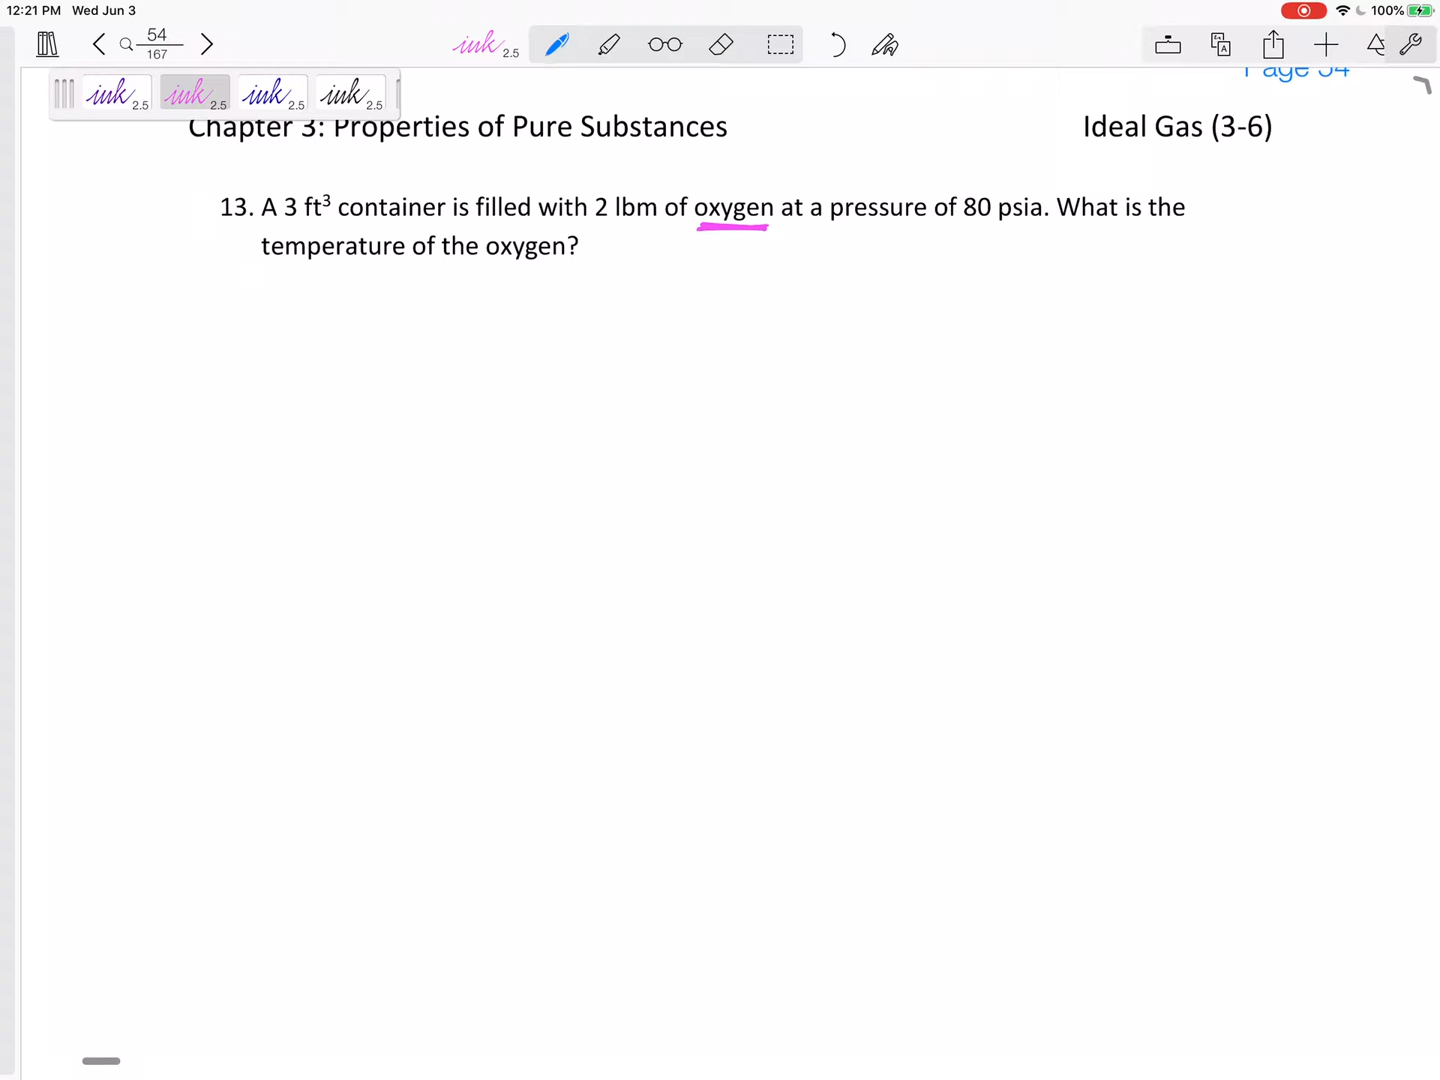 12:21 PM Wed Jun 3
100%
54
167
ink 2.5
Page 54
ink 2.5 ink 2.5 ink 2.5 ink 2.5
Chapter 3: Properties of Pure Substances Ideal Gas (3-6)
13. A 3 ft³ container is filled with 2 lbm of oxygen at a pressure of 80 psia. What is the
temperature of the oxygen?